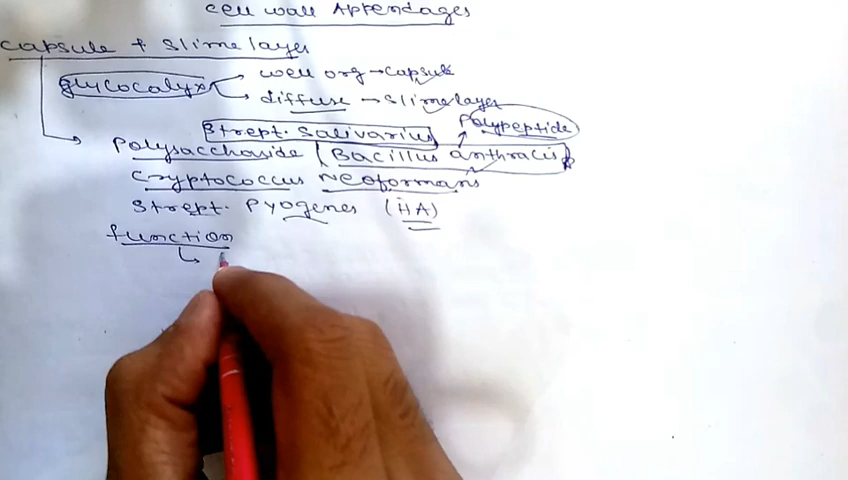 Cell wall Appendages
Capsule + Slime layer
glycocalyx
well org → Capsule
diffuse → Slime layer
Polypeptide
Strept. Salivarius
Polysaccharide (Bacillus anthracis)
Cryptococcus Neoformans
Strept. Pyogenes (HA)
function